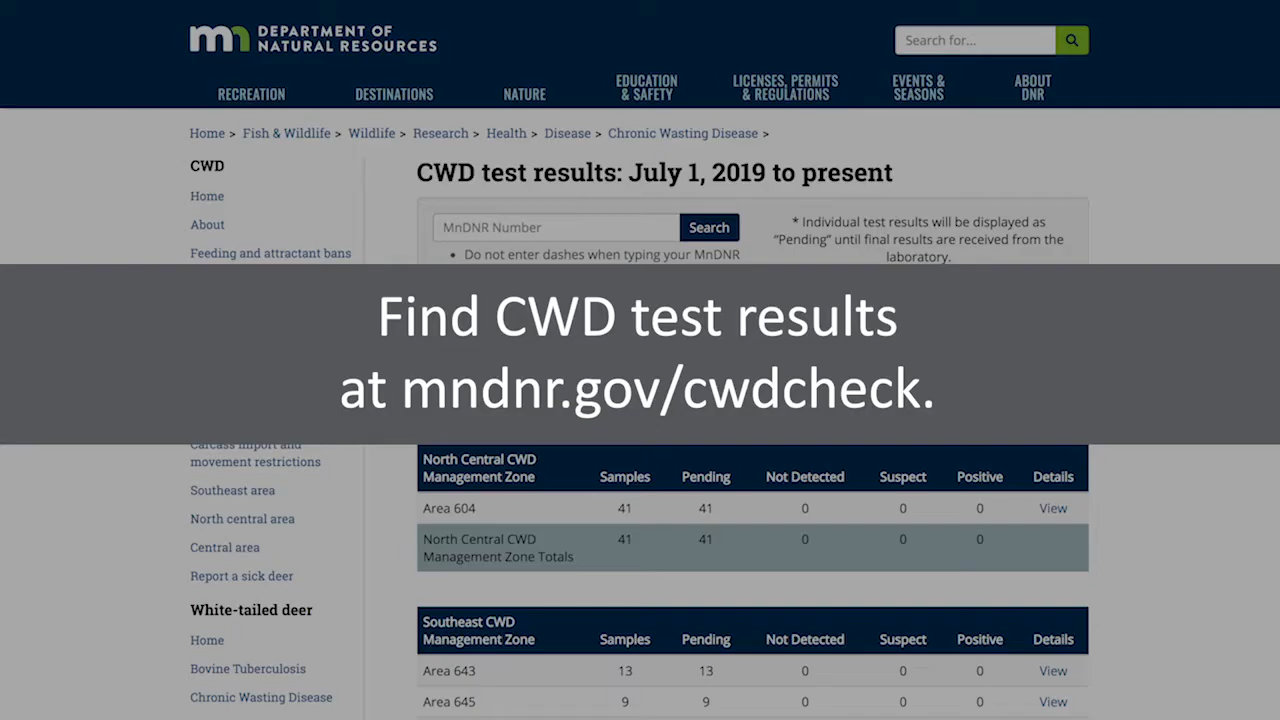 mn DEPARTMENT OF
NATURAL RESOURCES
Search for...
RECREATION
DESTINATIONS
NATURE
EDUCATION
& SAFETY
LICENSES, PERMITS
& REGULATIONS
EVENTS &
SEASONS
ABOUT
DNR
Home > Fish & Wildlife > Wildlife > Research > Health > Disease > Chronic Wasting Disease >
CWD
Home
About
Feeding and attractant bans
CWD test results: July 1, 2019 to present
MnDNR Number Search
• Do not enter dashes when typing your MnDNR
* Individual test results will be displayed as
“Pending” until final results are received from the
laboratory.
Find CWD test results
at mndnr.gov/cwdcheck.
Carcass import and
movement restrictions
Southeast area
North central area
Central area
Report a sick deer
White-tailed deer
Home
Bovine Tuberculosis
Chronic Wasting Disease
North Central CWD
Management Zone Samples Pending Not Detected Suspect Positive Details
Area 604 41 41 0 0 0 View
North Central CWD 41 41 0 0 0
Management Zone Totals
Southeast CWD
Management Zone Samples Pending Not Detected Suspect Positive Details
Area 643 13 13 0 0 0 View
Area 645 9 9 0 0 0 View